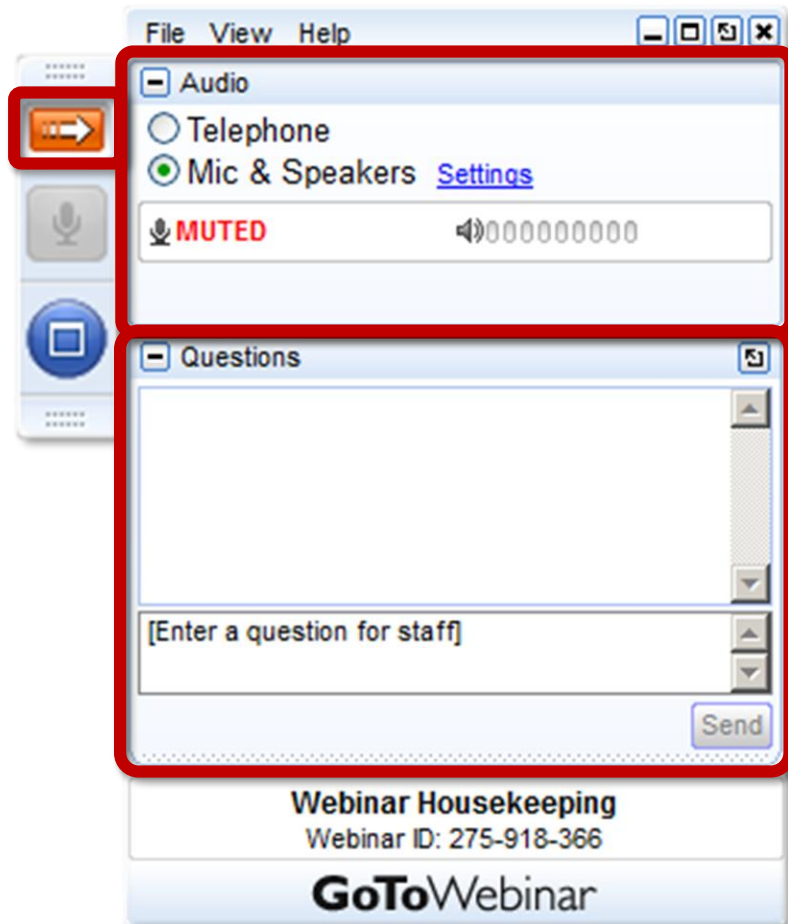 File View Help
Audio
Telephone
Mic & Speakers Settings
MUTED
Questions
[Enter a question for staff]
Send
Webinar Housekeeping
Webinar ID: 275-918-366
GoToWebinar